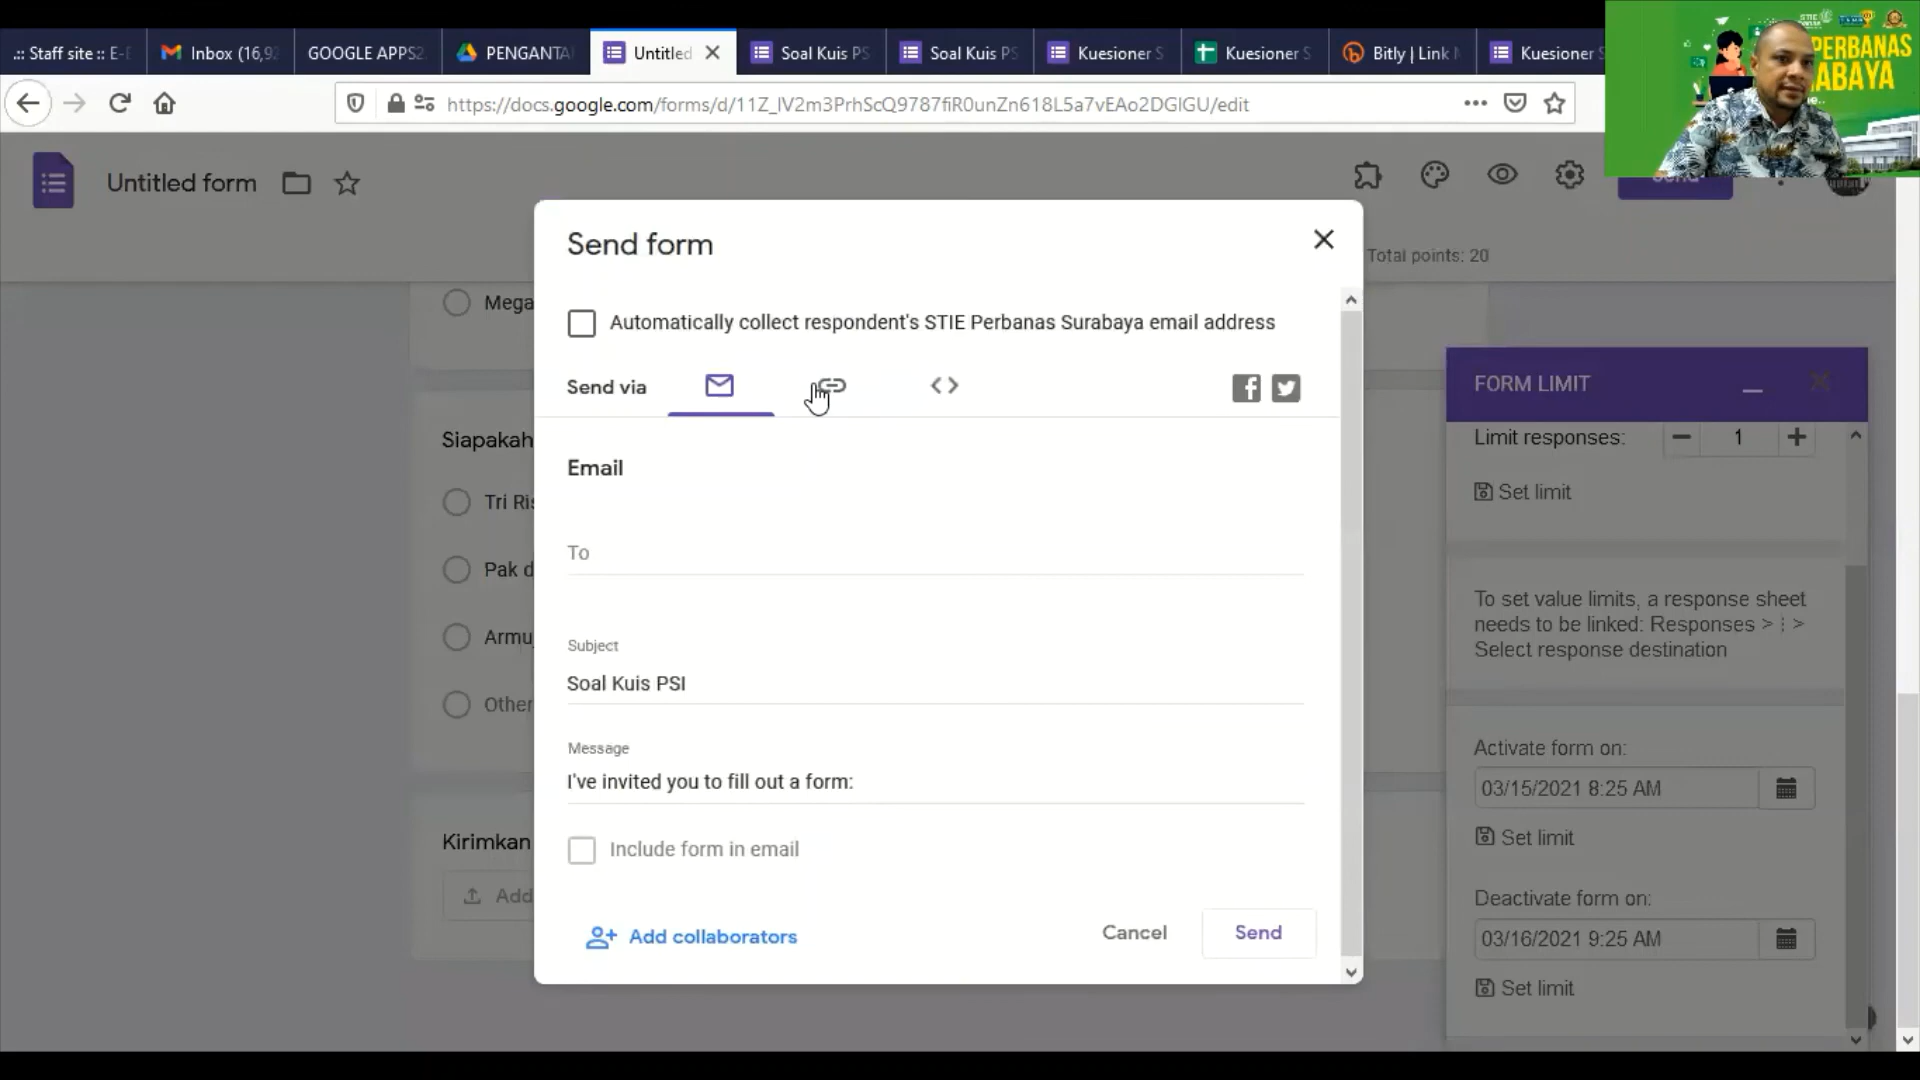 .:: Staff site :: E-E
Inbox (16,92
GOOGLE APPS2
PENGANTA
Untitled
Soal Kuis PS
Soal Kuis PS
Kuesioner S
Kuesioner S
Bitly | Link
Kuesioner S
PERBANAS
https://docs.google.com/forms/d/11Z_lV2m3PrhScQ9787fiR0unZn618L5a7vEAo2DGlGU/edit
Untitled form
Send
Total points: 20
Send form
Automatically collect respondent's STIE Perbanas Surabaya email address
Send via
Email
To
Subject
Soal Kuis PSI
Message
I've invited you to fill out a form:
Include form in email
Add collaborators
Cancel
Send
Mega
Siapakah
Tri Ris
Pak d
Armu
Other
Kirimkan
Add
FORM LIMIT
Limit responses:
1
Set limit
To set value limits, a response sheet
needs to be linked: Responses > ⋮ >
Select response destination
Activate form on:
03/15/2021 8:25 AM
Set limit
Deactivate form on:
03/16/2021 9:25 AM
Set limit